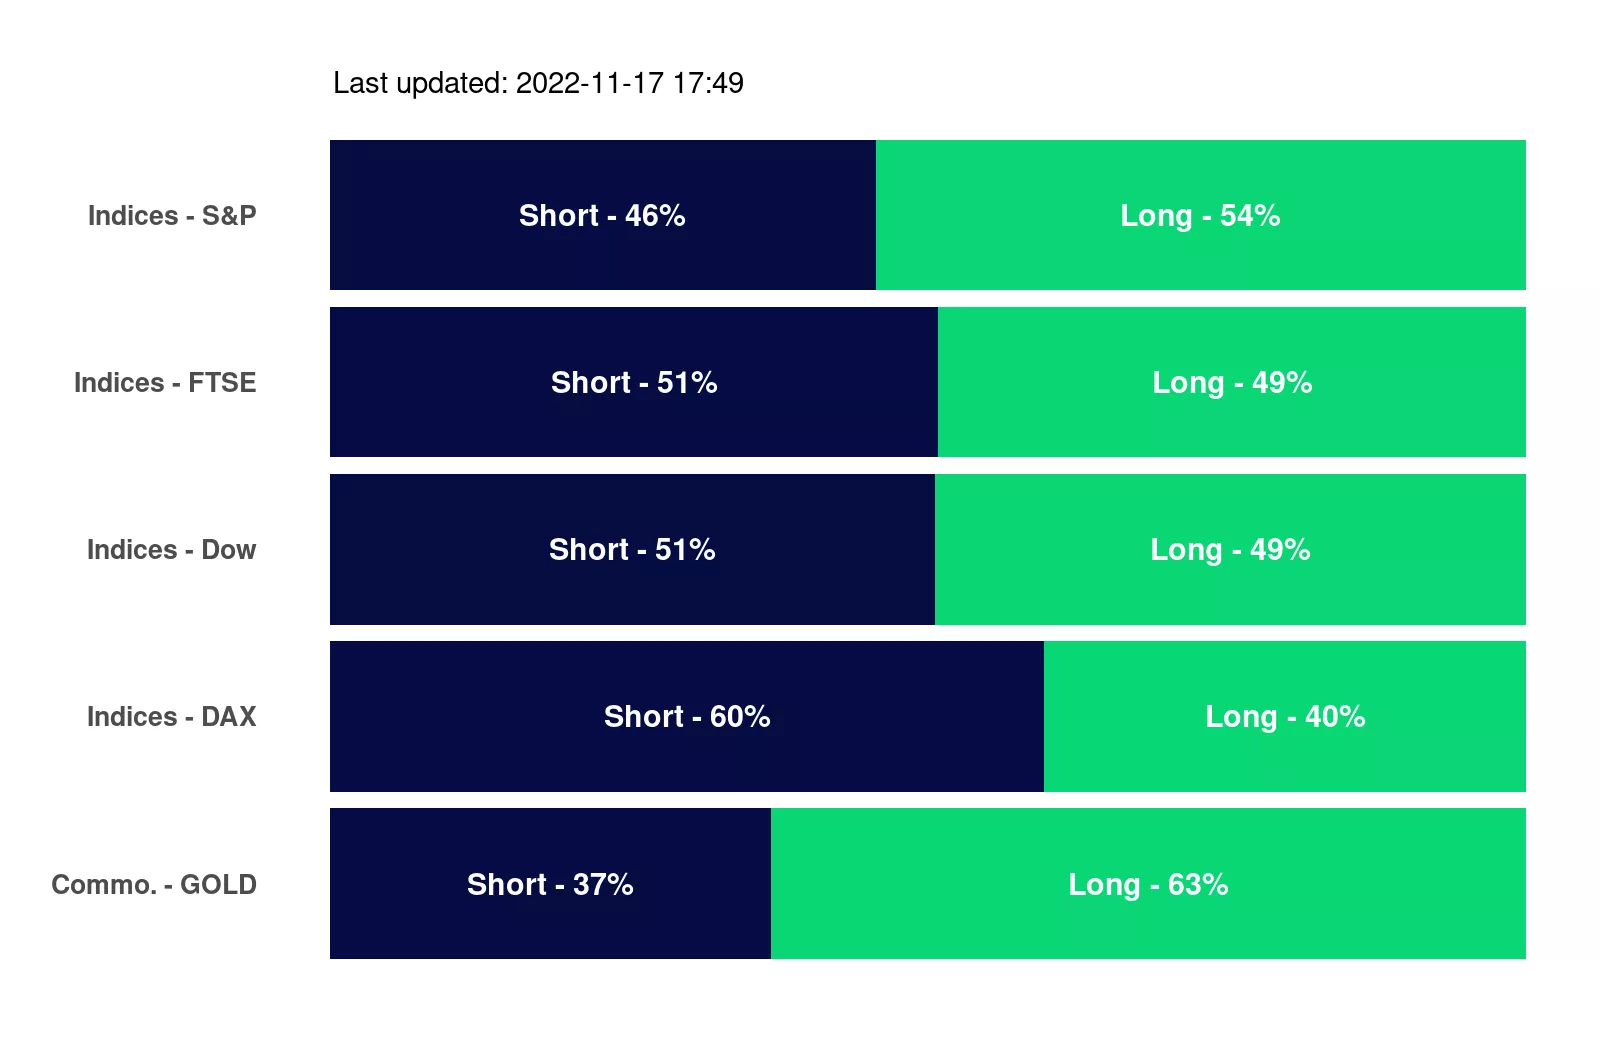 Last updated: 2022-11-17 17:49
Indices - S&P
Short - 46%
Long - 54%
Indices - FTSE
Short - 51%
Long - 49%
Indices - Dow
Short - 51%
Long - 49%
Indices - DAX
Short - 60%
Long - 40%
Commo. - GOLD
Short - 37%
Long - 63%